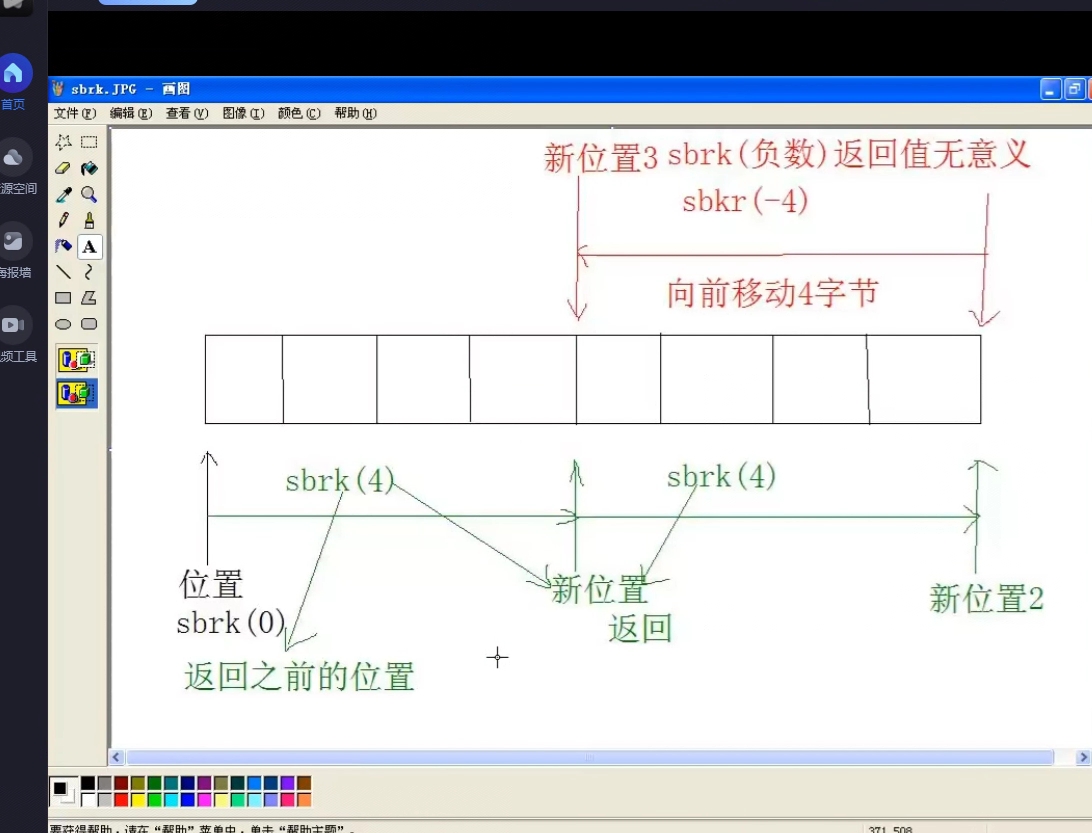 sbrk.JPG - 画图
文件(F) 编辑(E) 查看(V) 图像(I) 颜色(C) 帮助(H)
首页
源空间
海报墙
频工具
A
新位置3 sbrk(负数)返回值无意义
sbkr(-4)
向前移动4字节
sbrk(4) sbrk(4)
位置
sbrk(0)
新位置
返回
新位置2
返回之前的位置
要获得帮助，请在“帮助”菜单中，单击“帮助主题”。
371,508